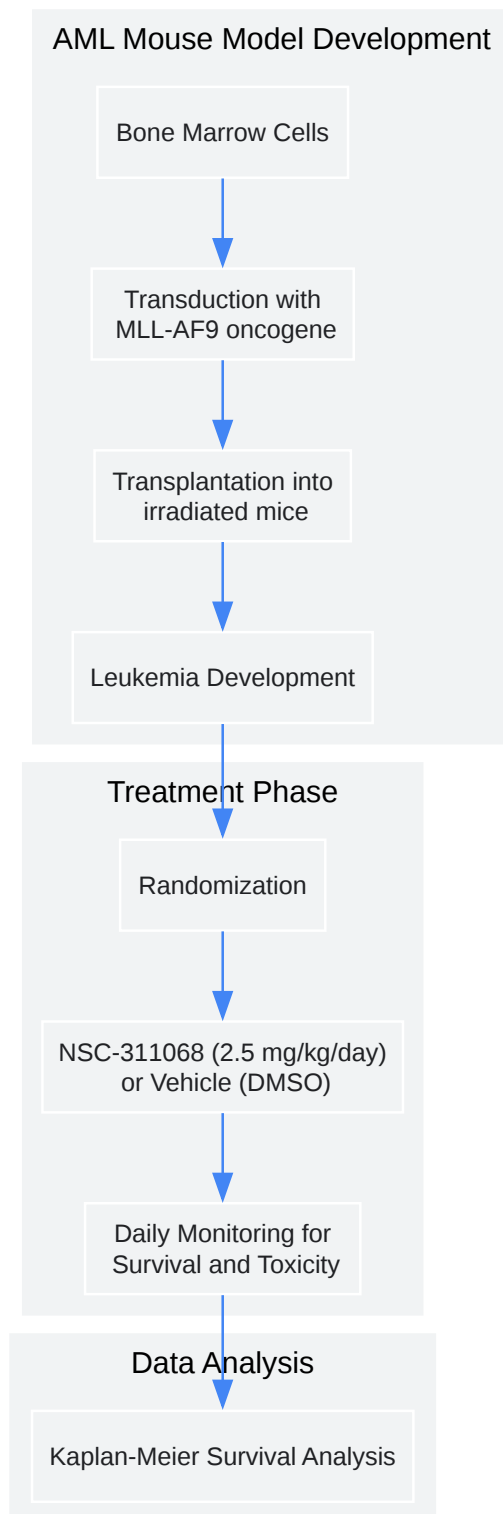 AML Mouse Model Development
Bone Marrow Cells
Transduction with
MLL-AF9 oncogene
Transplantation into
irradiated mice
Leukemia Development
Treatment Phase
Randomization
NSC-311068 (2.5 mg/kg/day)
or Vehicle (DMSO)
Daily Monitoring for
Survival and Toxicity
Data Analysis
Kaplan-Meier Survival Analysis